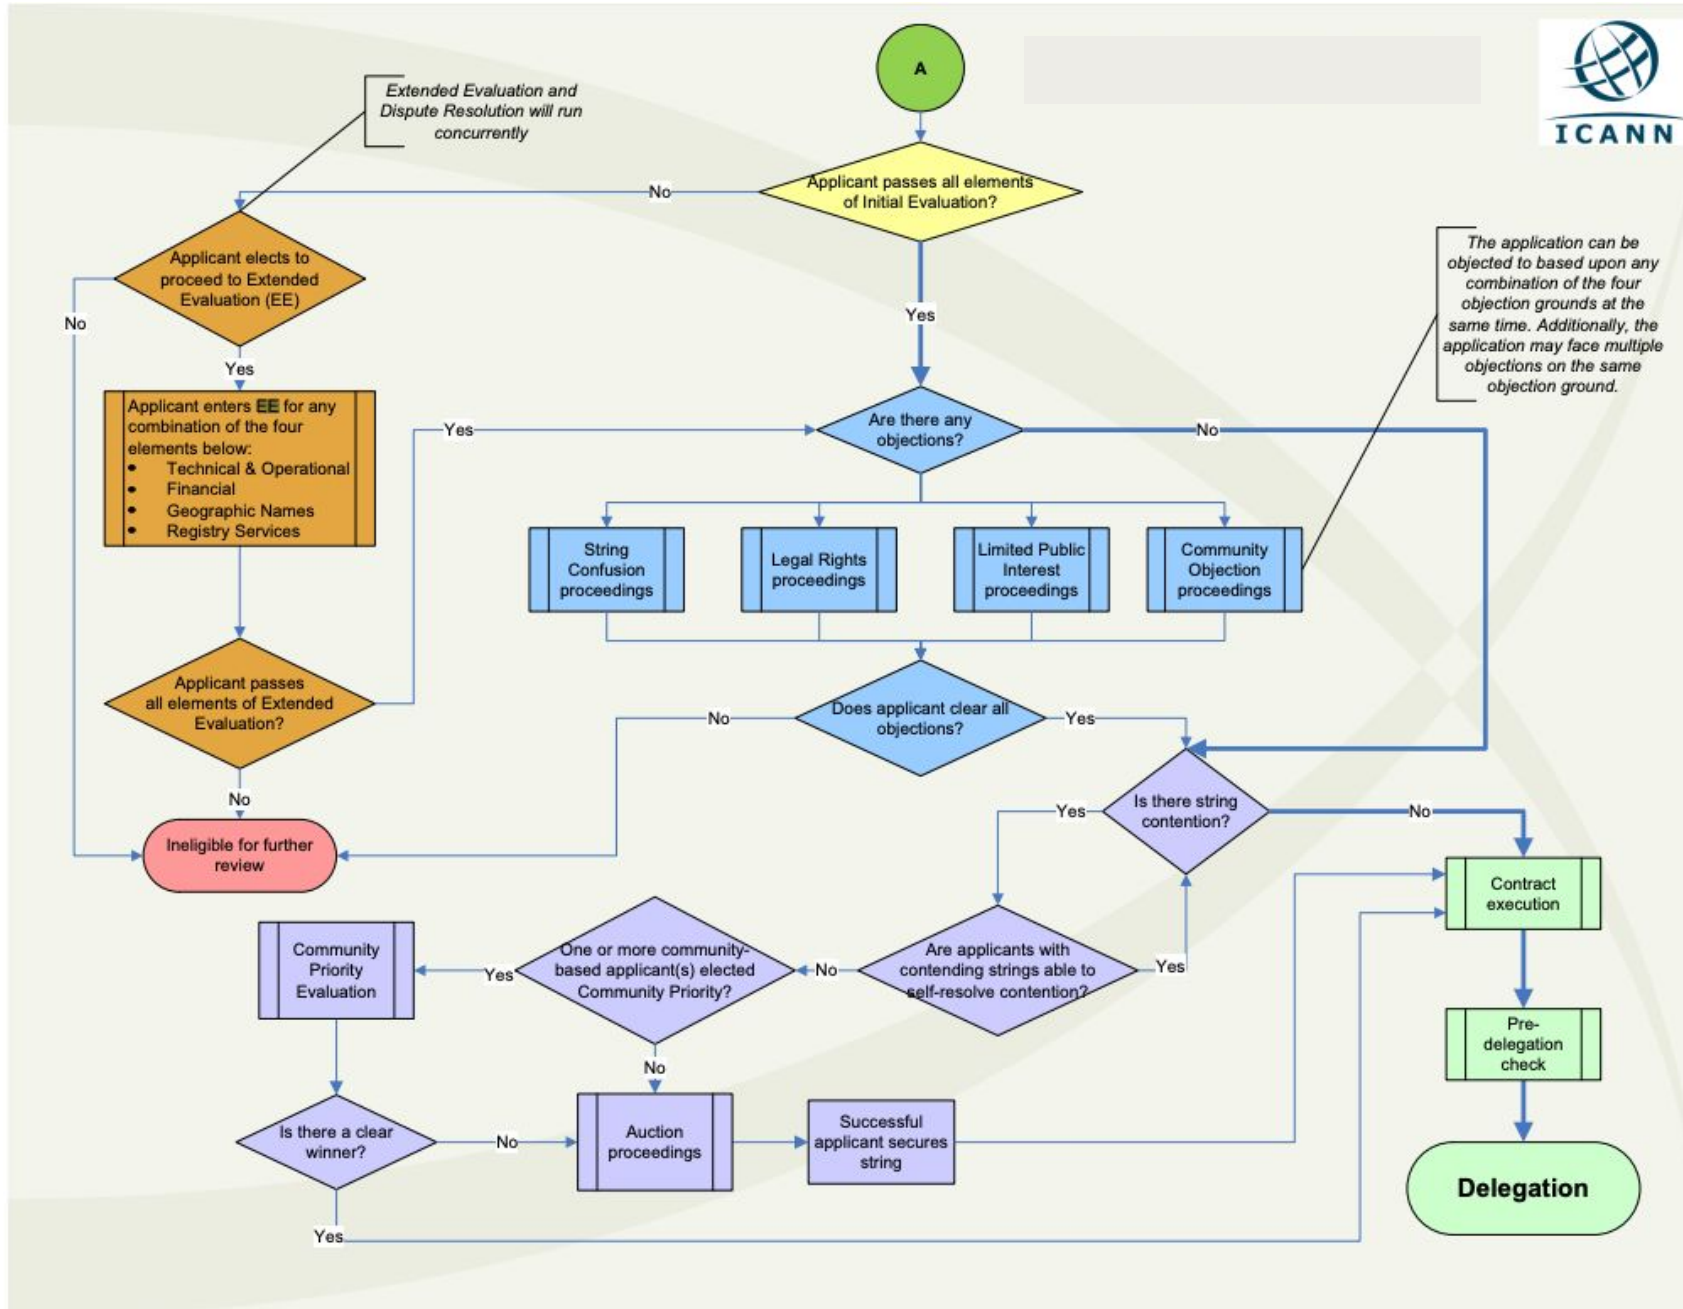 A
ICANN
Extended Evaluation and
Dispute Resolution will run
concurrently
Applicant passes all elements
of Initial Evaluation?
No
Yes
Applicant elects to
proceed to Extended
Evaluation (EE)
No
Yes
The application can be
objected to based upon any
combination of the four
objection grounds at the
same time. Additionally, the
application may face multiple
objections on the same
objection ground.
Applicant enters EE for any
combination of the four
elements below:
• Technical & Operational
• Financial
• Geographic Names
• Registry Services
Yes
Are there any
objections?
No
String
Confusion
proceedings
Legal Rights
proceedings
Limited Public
Interest
proceedings
Community
Objection
proceedings
Applicant passes
all elements of Extended
Evaluation?
No
Does applicant clear all
objections?
No
Yes
Ineligible for further
review
Is there string
contention?
Yes
No
Contract
execution
Community
Priority
Evaluation
Yes
One or more community-
based applicant(s) elected
Community Priority?
No
Are applicants with
contending strings able to
self-resolve contention?
Yes
No
Pre-
delegation
check
Is there a clear
winner?
No
Auction
proceedings
Successful
applicant secures
string
Delegation
Yes